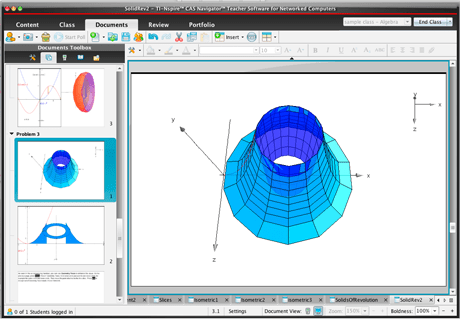 SolidRev2 – TI-Nspire™ CAS Navigator™ Teacher Software for Networked Computers
Content Class Documents Review Portfolio
sample class - Algebra End Class
Start Poll Insert
Documents Toolbox
3
Problem 3
1
2
y
x
z
y
x
z
Slices Isometric1 Isometric2 Isometric3 SolidsOfRevolution SolidRev2
0 of 1 Students logged in 3.1 Settings Document View: Zoom: 150% Boldness: 100%